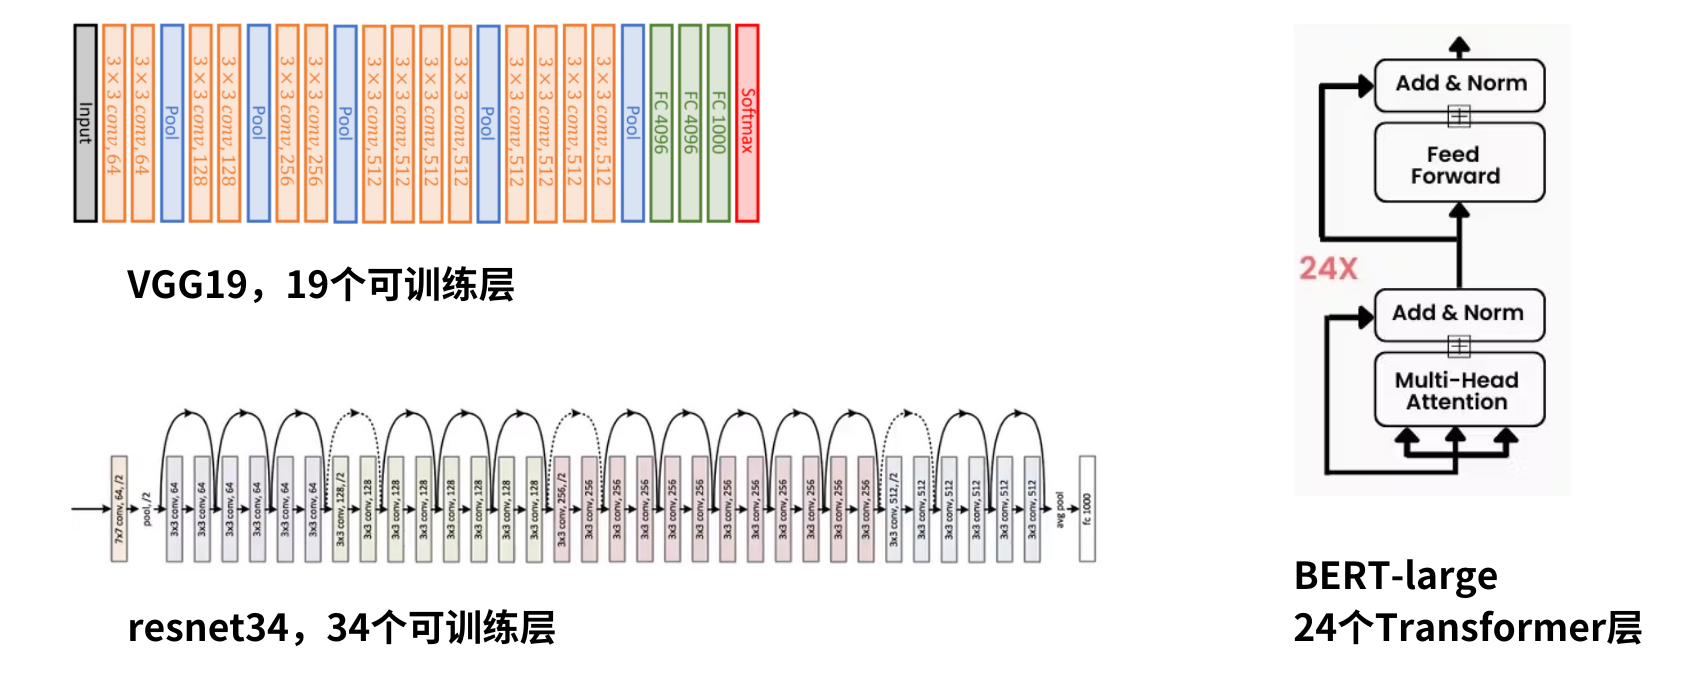 Input
3×3 conv, 64
3×3 conv, 64
Pool
3×3 conv, 128
3×3 conv, 128
Pool
3×3 conv, 256
3×3 conv, 256
Pool
3×3 conv, 512
3×3 conv, 512
3×3 conv, 512
3×3 conv, 512
Pool
3×3 conv, 512
3×3 conv, 512
3×3 conv, 512
3×3 conv, 512
Pool
FC 4096
FC 4096
FC 1000
Softmax
VGG19，19个可训练层
7x7 conv, 64, /2
pool, /2
3x3 conv, 64
3x3 conv, 64
3x3 conv, 64
3x3 conv, 64
3x3 conv, 64
3x3 conv, 64
3x3 conv, 128, /2
3x3 conv, 128
3x3 conv, 128
3x3 conv, 128
3x3 conv, 128
3x3 conv, 128
3x3 conv, 128
3x3 conv, 128
3x3 conv, 256, /2
3x3 conv, 256
3x3 conv, 256
3x3 conv, 256
3x3 conv, 256
3x3 conv, 256
3x3 conv, 256
3x3 conv, 256
3x3 conv, 256
3x3 conv, 256
3x3 conv, 256
3x3 conv, 256
3x3 conv, 512, /2
3x3 conv, 512
3x3 conv, 512
3x3 conv, 512
3x3 conv, 512
3x3 conv, 512
avg pool
fc 1000
resnet34，34个可训练层
Add & Norm
Feed
Forward
24X
Add & Norm
Multi-Head
Attention
BERT-large
24个Transformer层